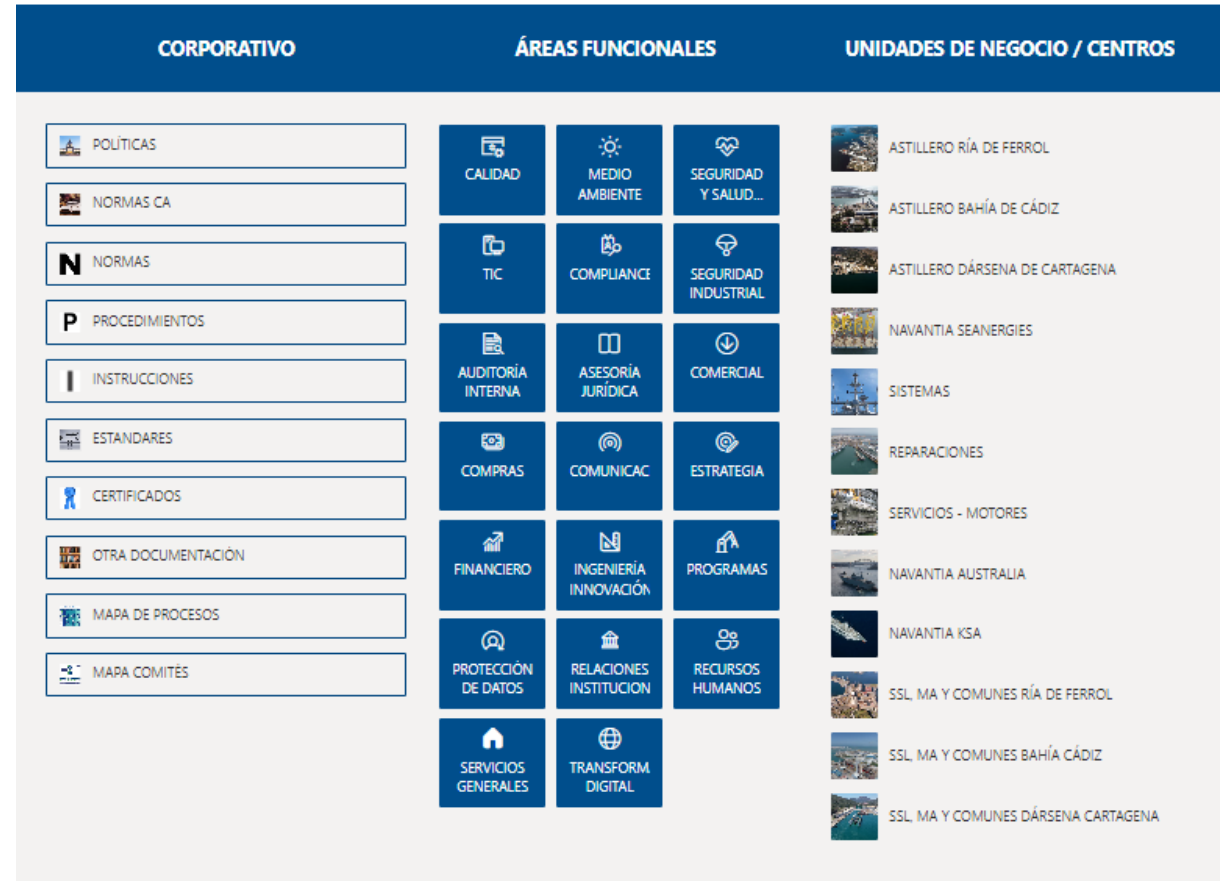 CORPORATIVO
ÁREAS FUNCIONALES
UNIDADES DE NEGOCIO / CENTROS
POLÍTICAS
NORMAS CA
N NORMAS
P PROCEDIMIENTOS
I INSTRUCCIONES
ESTANDARES
CERTIFICADOS
OTRA DOCUMENTACIÓN
MAPA DE PROCESOS
MAPA COMITÉS
CALIDAD
MEDIO
AMBIENTE
SEGURIDAD
Y SALUD...
TIC
COMPLIANCE
SEGURIDAD
INDUSTRIAL
AUDITORÍA
INTERNA
ASESORÍA
JURÍDICA
COMERCIAL
COMPRAS
COMUNICAC
ESTRATEGIA
FINANCIERO
INGENIERÍA
INNOVACIÓN
PROGRAMAS
PROTECCIÓN
DE DATOS
RELACIONES
INSTITUCION
RECURSOS
HUMANOS
SERVICIOS
GENERALES
TRANSFORM.
DIGITAL
ASTILLERO RÍA DE FERROL
ASTILLERO BAHÍA DE CÁDIZ
ASTILLERO DÁRSENA DE CARTAGENA
NAVANTIA SEANERGIES
SISTEMAS
REPARACIONES
SERVICIOS - MOTORES
NAVANTIA AUSTRALIA
NAVANTIA KSA
SSL, MA Y COMUNES RÍA DE FERROL
SSL, MA Y COMUNES BAHÍA CÁDIZ
SSL, MA Y COMUNES DÁRSENA CARTAGENA